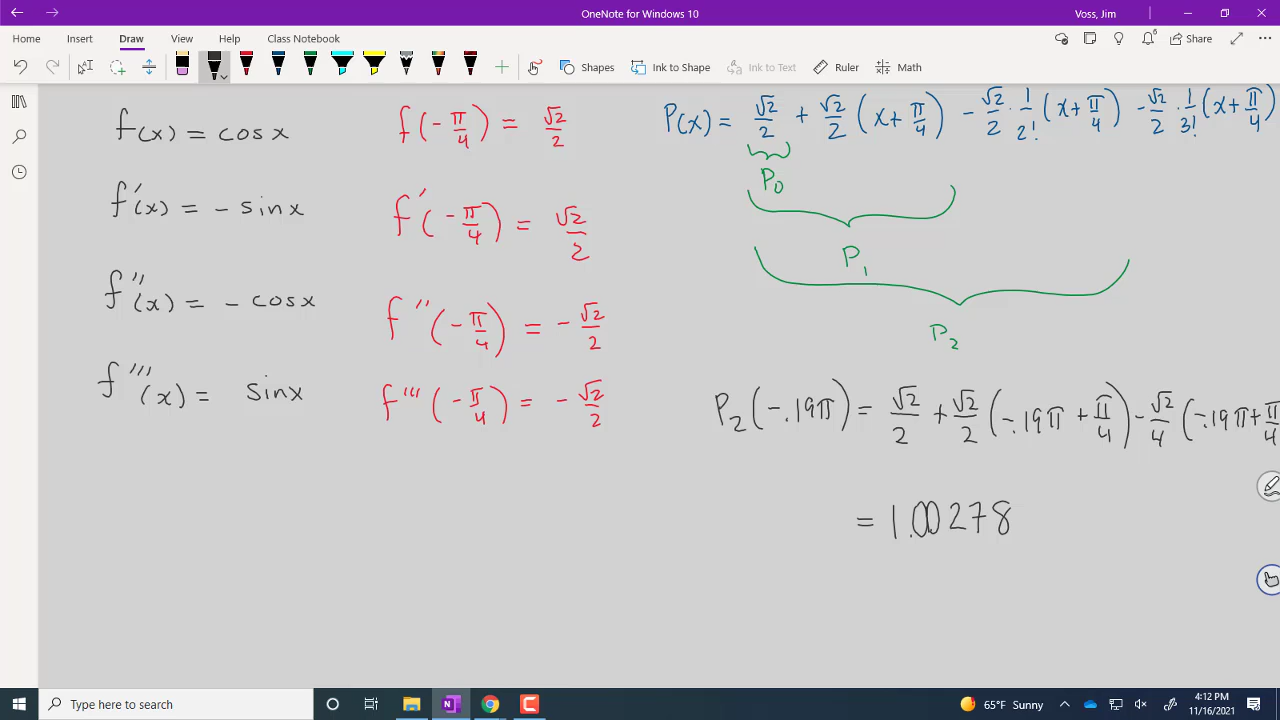 OneNote for Windows 10
Voss, Jim
Home Insert Draw View Help Class Notebook
Share
Shapes Ink to Shape Ink to Text Ruler Math
f(x) = cosx
f(-π/4) = √2/2
P(x) = √2/2 + √2/2 (x+π/4) - √2/2 · 1/2! (x+π/4) - √2/2 · 1/3! (x+π/4)
P₀
f'(x) = - sinx
f'(-π/4) = √2/2
P₁
f''(x) = - cosx
f''(-π/4) = - √2/2
P₂
f'''(x) = sinx
f'''(-π/4) = - √2/2
P₂(-.19π) = √2/2 + √2/2 (-.19π + π/4) - √2/4 (-.19π + π/4
= 1.00278
Type here to search
65°F Sunny
4:12 PM
11/16/2021